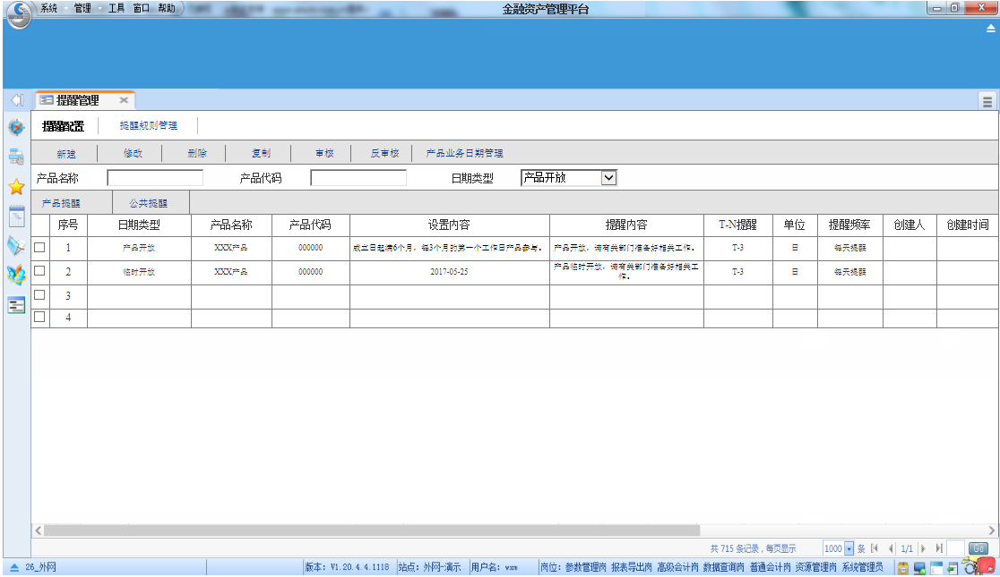 系统 管理 工具 窗口 帮助 金融资产管理平台
提醒管理
提醒配置 提醒规则管理
新建 修改 删除 复制 审核 反审核 产品业务日期管理
产品名称 产品代码 日期类型 产品开放
产品提醒 公共提醒
序号 日期类型 产品名称 产品代码 设置内容 提醒内容 T-N提醒 单位 提醒频率 创建人 创建时间
1 产品开放 XXX产品 000000 成立日起满6个月，每3个月的第一个工作日产品参与。 产品开放，请有关部门准备好相关工作。 T-3 日 每天提醒
2 临时开放 XXX产品 000000 2017-05-25 产品临时开放，请有关部门准备好相关工作。 T-3 日 每天提醒
3
4
共 715 条记录，每页显示 1000 条 1/1 Go
26_外网 版本：V1.20.4.4.1118 站点：外网-演示 用户名：vxm 岗位：参数管理岗 报表导出岗 高级会计岗 数据查询岗 普通会计岗 资源管理岗 系统管理员